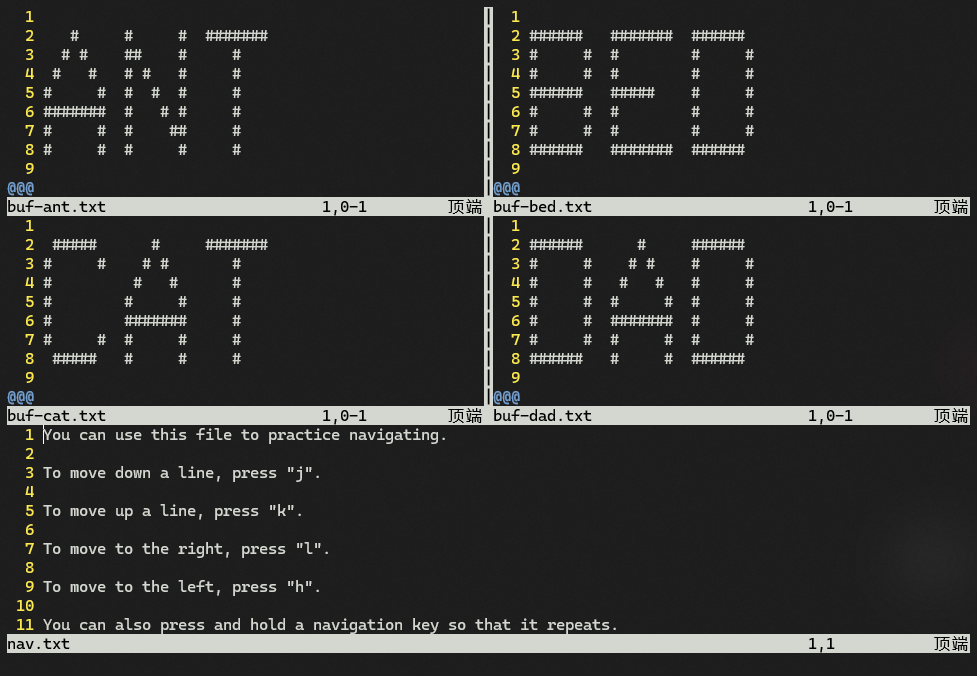 1
2    #     #     #  #######
3   # #    ##    #     #
4  #   #   # #   #     #
5 #     #  #  #  #     #
6 #######  #   # #     #
7 #     #  #    ##     #
8 #     #  #     #     #
9
@@@
buf-ant.txt 1,0-1 顶端
1
2 ######   #######  ######
3 #     #  #        #     #
4 #     #  #        #     #
5 ######   #####    #     #
6 #     #  #        #     #
7 #     #  #        #     #
8 ######   #######  ######
9
@@@
buf-bed.txt 1,0-1 顶端
1
2  #####      #     #######
3 #     #    # #       #
4 #         #   #      #
5 #        #     #     #
6 #        #######     #
7 #     #  #     #     #
8  #####   #     #     #
9
@@@
buf-cat.txt 1,0-1 顶端
1
2 ######      #     ######
3 #     #    # #    #     #
4 #     #   #   #   #     #
5 #     #  #     #  #     #
6 #     #  #######  #     #
7 #     #  #     #  #     #
8 ######   #     #  ######
9
@@@
buf-dad.txt 1,0-1 顶端
1 You can use this file to practice navigating.
2
3 To move down a line, press "j".
4
5 To move up a line, press "k".
6
7 To move to the right, press "l".
8
9 To move to the left, press "h".
10
11 You can also press and hold a navigation key so that it repeats.
nav.txt 1,1 顶端